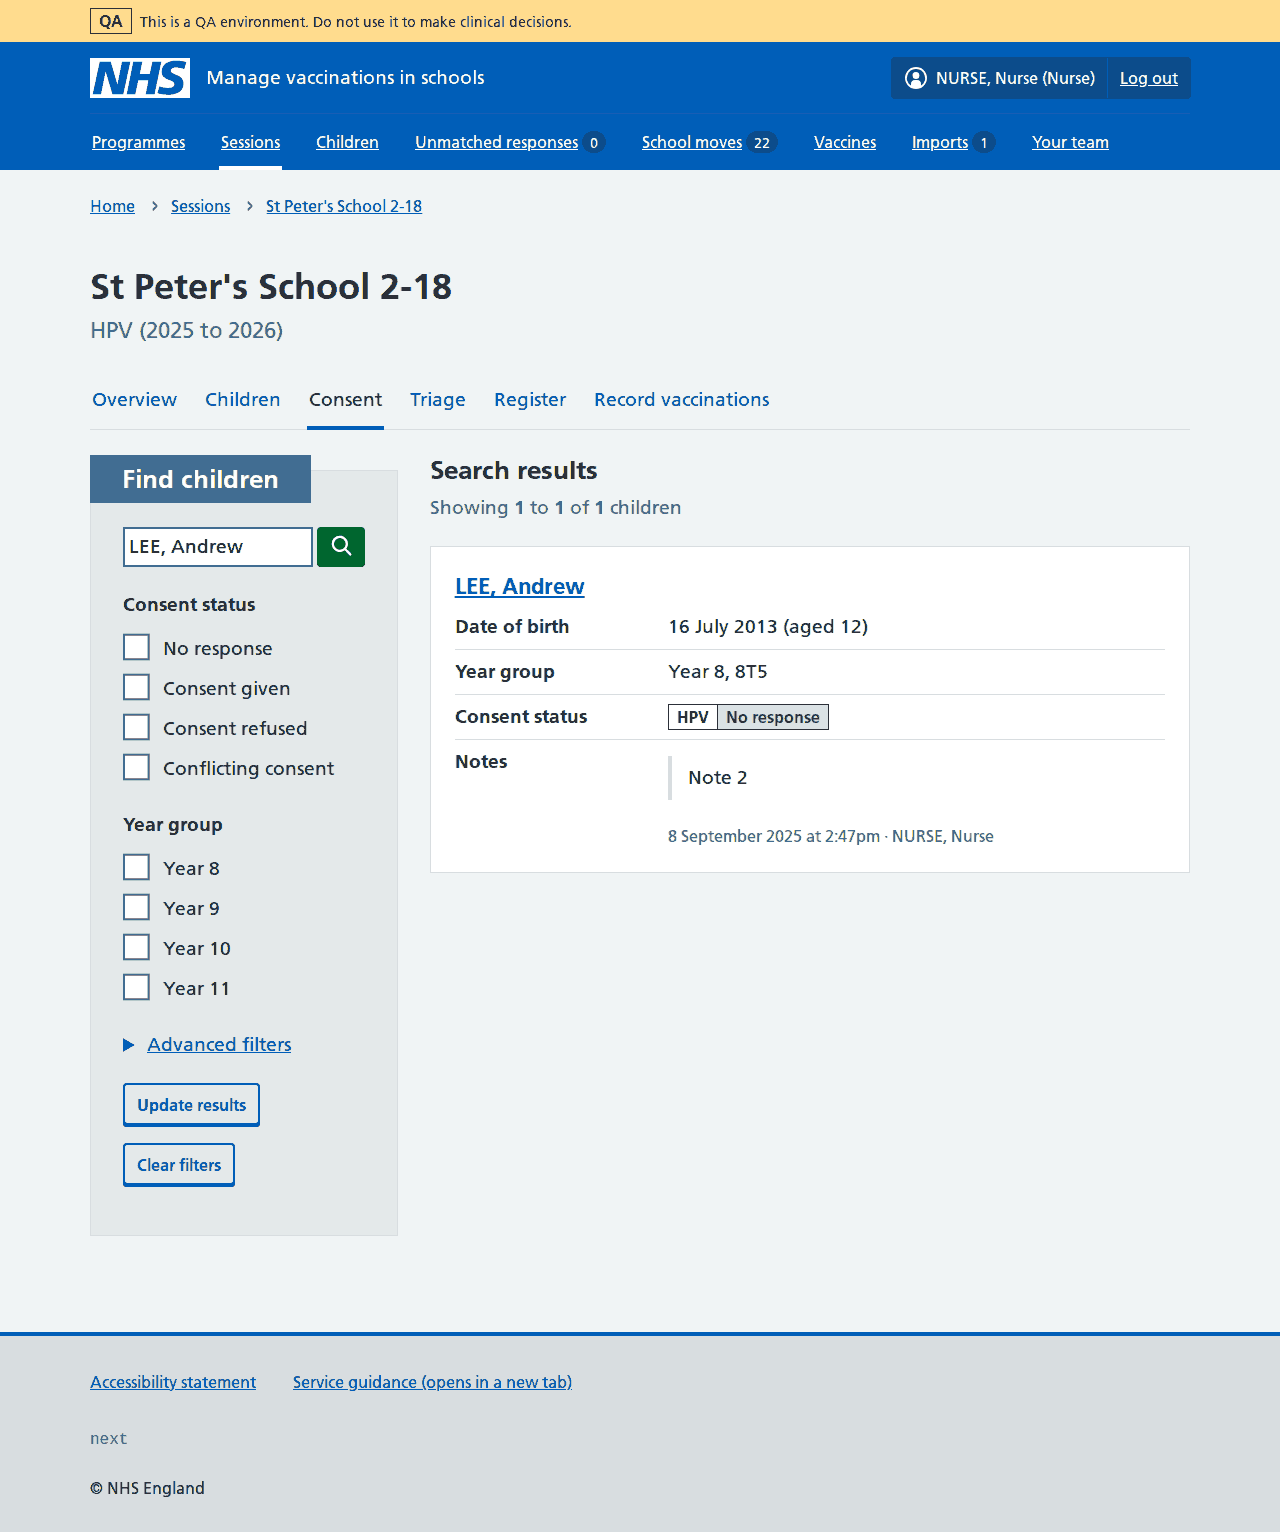 QA This is a QA environment. Do not use it to make clinical decisions.
NHS Manage vaccinations in schools
NURSE, Nurse (Nurse) Log out
Programmes Sessions Children Unmatched responses 0 School moves 22 Vaccines Imports 1 Your team
Home Sessions St Peter's School 2-18
St Peter's School 2-18
HPV (2025 to 2026)
Overview Children Consent Triage Register Record vaccinations
Find children
LEE, Andrew
Consent status
No response
Consent given
Consent refused
Conflicting consent
Year group
Year 8
Year 9
Year 10
Year 11
Advanced filters
Update results
Clear filters
Search results
Showing 1 to 1 of 1 children
LEE, Andrew
Date of birth 16 July 2013 (aged 12)
Year group Year 8, 8T5
Consent status HPV No response
Notes Note 2
8 September 2025 at 2:47pm · NURSE, Nurse
Accessibility statement Service guidance (opens in a new tab)
next
© NHS England